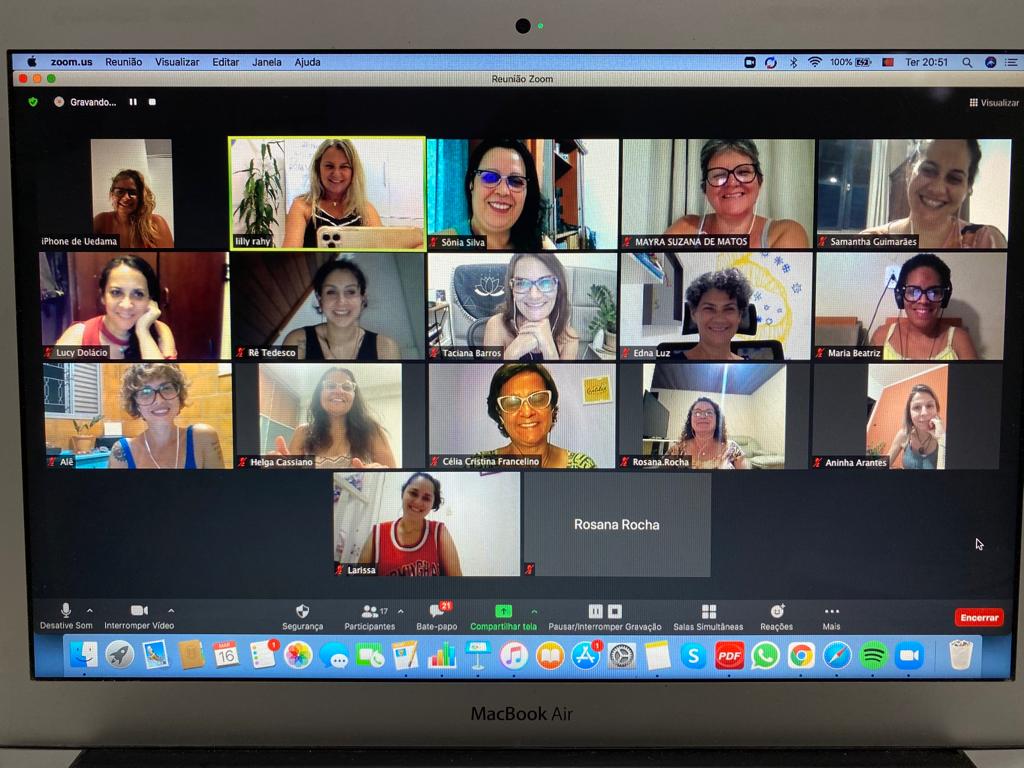 zoom.us Reunião Visualizar Editar Janela Ajuda
100% Ter 20:51
Reunião Zoom
Gravando...
Visualizar
iPhone de Uedama
lilly rahy
Sônia Silva
MAYRA SUZANA DE MATOS
Samantha Guimarães
Lucy Dolácio
Rê Tedesco
Taciana Barros
Edna Luz
Maria Beatriz
Alê
Helga Cassiano
Célia Cristina Francelino
Rosana.Rocha
Aninha Arantes
Larissa
Rosana Rocha
Desative Som
Interromper Vídeo
Segurança
17
Participantes
21
Bate-papo
Compartilhar tela
Pausar/Interromper Gravação
Salas Simultâneas
Reações
Mais
Encerrar
MAR
16
1
1
S
PDF
MacBook Air